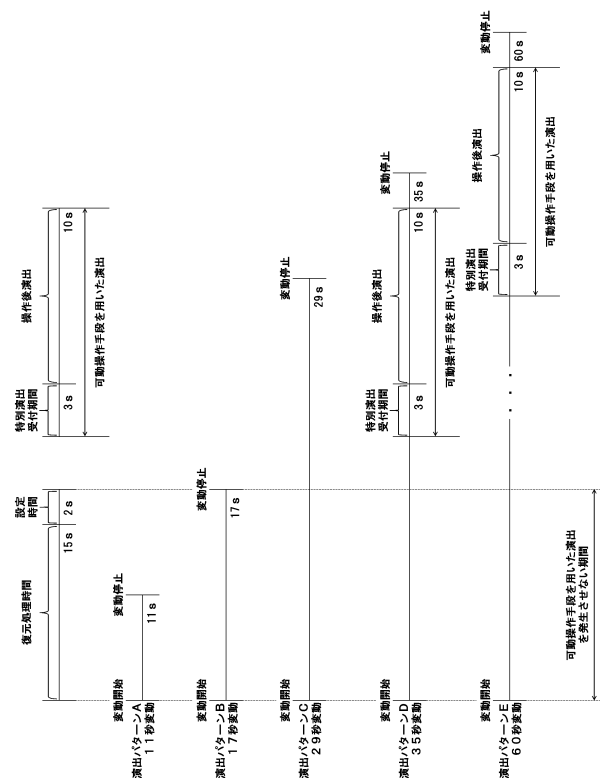 復元処理時間
15s
設定
時間
2s
特別演出
受付期間
3s
操作後演出
10s
可動操作手段を用いた演出
演出パターンA
11秒変動
変動開始
11s
変動停止
演出パターンB
17秒変動
変動開始
17s
変動停止
演出パターンC
29秒変動
変動開始
29s
変動停止
演出パターンD
35秒変動
変動開始
特別演出
受付期間
3s
操作後演出
10s
可動操作手段を用いた演出
35s
変動停止
演出パターンE
60秒変動
変動開始
・・・
特別演出
受付期間
3s
操作後演出
10s
可動操作手段を用いた演出
60s
変動停止
可動操作手段を用いた演出
を発生させない期間